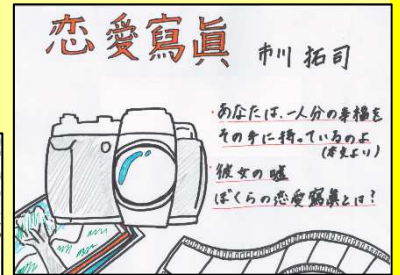 恋愛寫眞 市川拓司
・あなたは、一人分の幸福を
その手に持っているのよ
(本文より)
・彼女の嘘
ぼくらの恋愛寫眞とは?